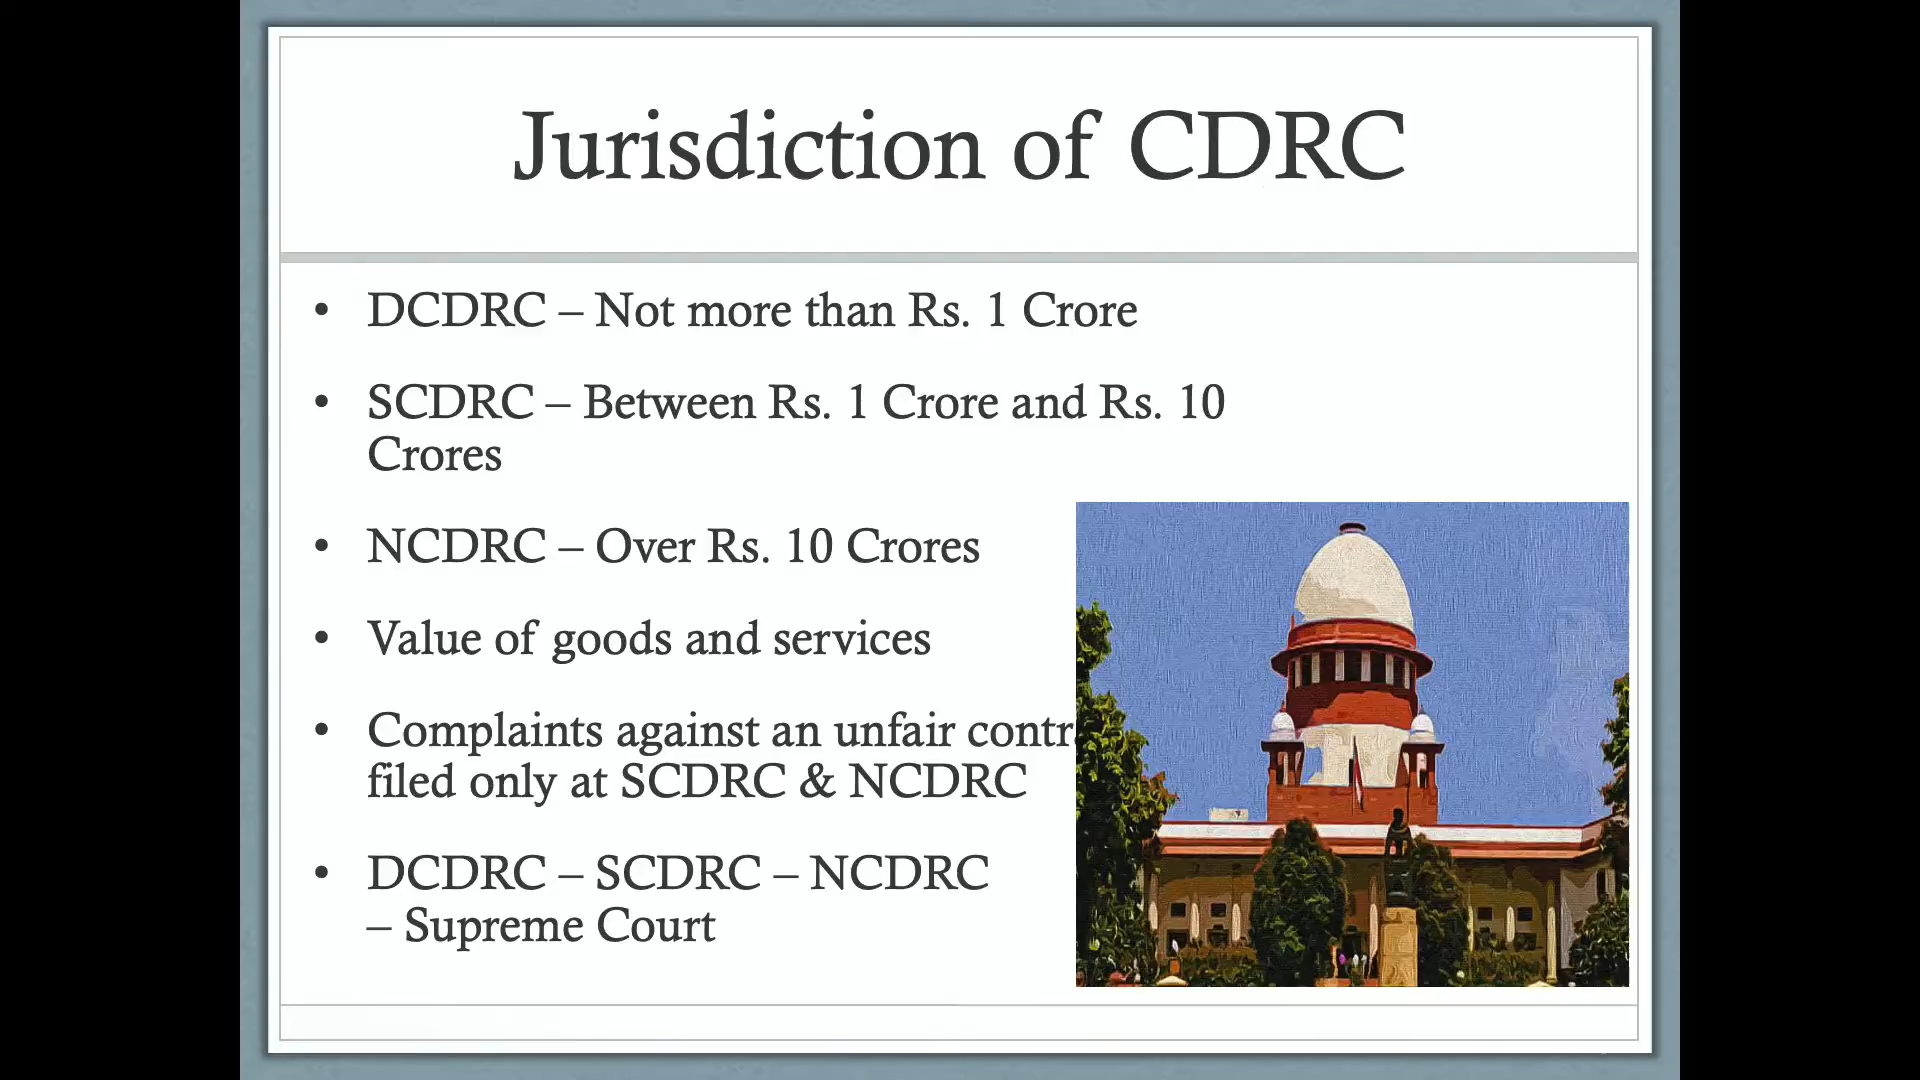 Jurisdiction of CDRC
• DCDRC – Not more than Rs. 1 Crore
• SCDRC – Between Rs. 1 Crore and Rs. 10
Crores
• NCDRC – Over Rs. 10 Crores
• Value of goods and services
• Complaints against an unfair
filed only at SCDRC & NCDRC
• DCDRC – SCDRC – NCDRC
– Supreme Court